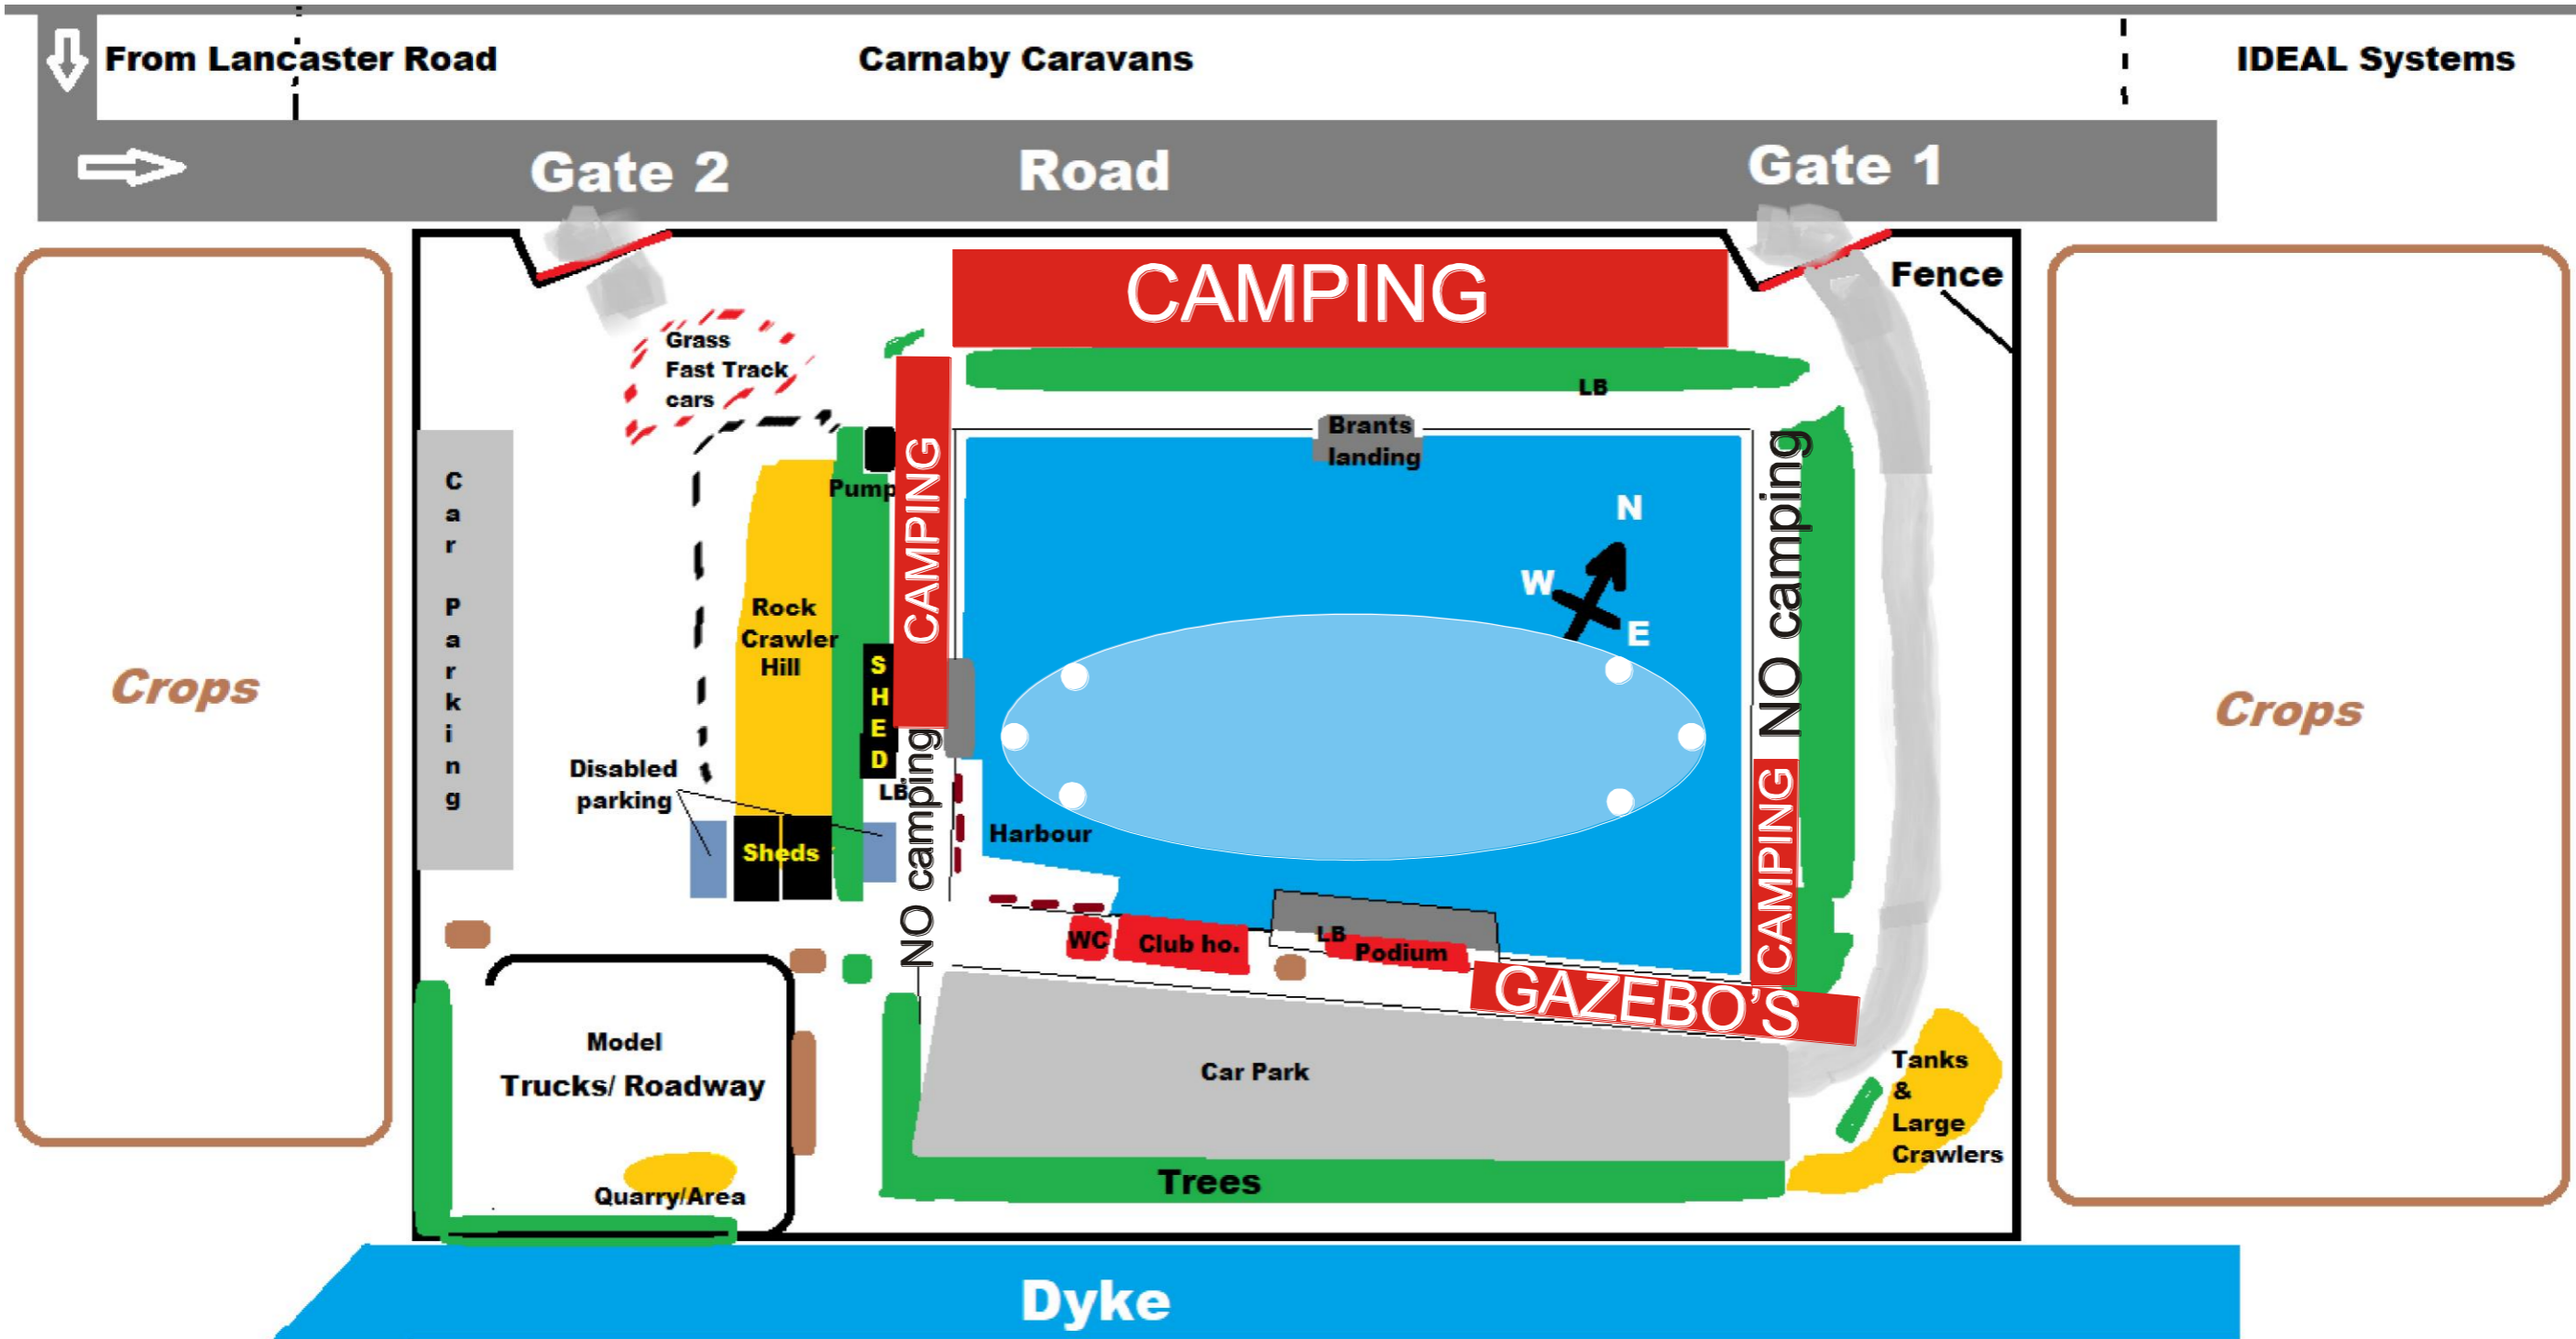 From Lancaster Road
Carnaby Caravans
IDEAL Systems
Gate 2
Road
Gate 1
CAMPING
Fence
Grass
Fast Track
cars
LB
Brants
landing
Car Parking
Pump
CAMPING
NO camping
N
W
E
Rock
Crawler
Hill
SHED
Crops
Crops
Disabled
parking
LB
NO camping
Harbour
CAMPING
Sheds
WC
Club ho.
LB
Podium
GAZEBO'S
Model
Trucks/ Roadway
Car Park
Tanks
&
Large
Crawlers
Quarry/Area
Trees
Dyke